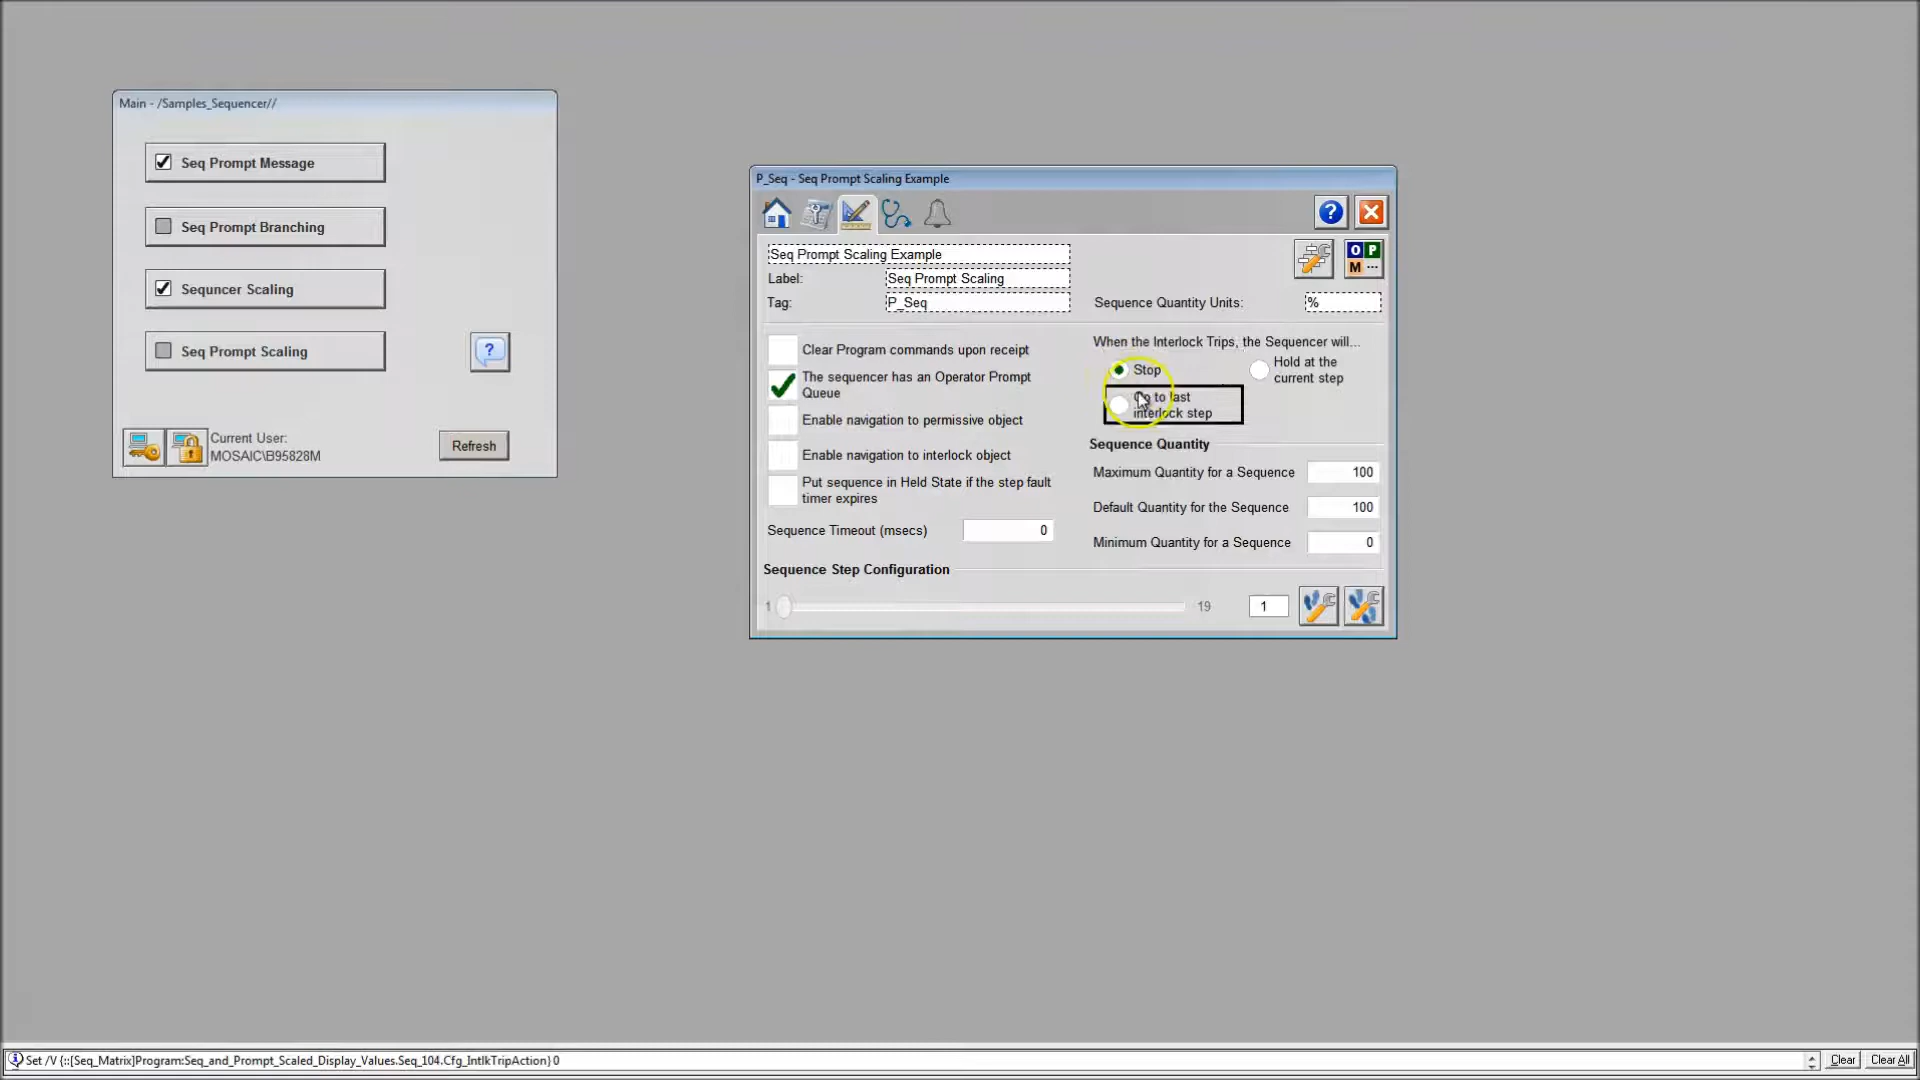 Main - /Samples_Sequencer//
Seq Prompt Message
Seq Prompt Branching
Sequncer Scaling
Seq Prompt Scaling
?
Current User:
MOSAIC\B95828M
Refresh
P_Seq - Seq Prompt Scaling Example
?
Seq Prompt Scaling Example
O P
M ...
Label: Seq Prompt Scaling
Tag: P_Seq
Sequence Quantity Units: %
Clear Program commands upon receipt
The sequencer has an Operator Prompt
Queue
Enable navigation to permissive object
Enable navigation to interlock object
Put sequence in Held State if the step fault
timer expires
Sequence Timeout (msecs) 0
When the Interlock Trips, the Sequencer will...
Stop
Hold at the
current step
Go to last
interlock step
Sequence Quantity
Maximum Quantity for a Sequence 100
Default Quantity for the Sequence 100
Minimum Quantity for a Sequence 0
Sequence Step Configuration
1 19 1
Set /V {::[Seq_Matrix]Program:Seq_and_Prompt_Scaled_Display_Values.Seq_104.Cfg_IntlkTripAction} 0
Clear Clear All